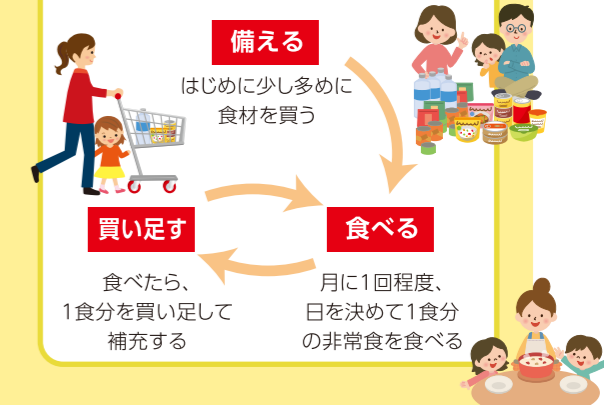 備える
はじめに少し多めに
食材を買う
食べる
月に1回程度、
日を決めて1食分
の非常食を食べる
買い足す
食べたら、
1食分を買い足して
補充する